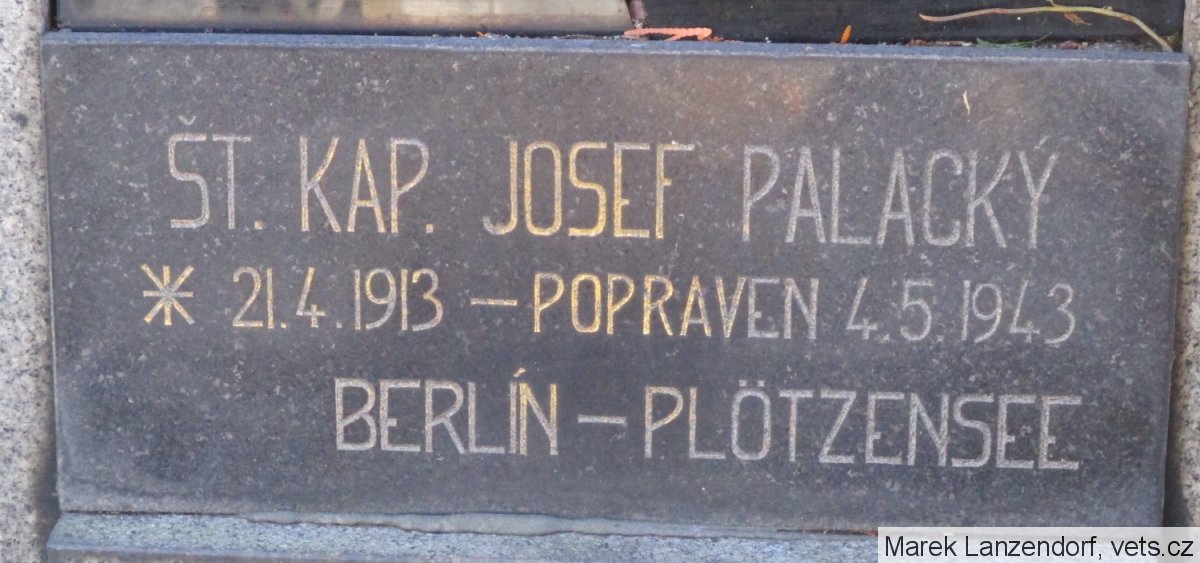 ŠT. KAP. JOSEF PALACKÝ
* 21.4.1913 – POPRAVEN 4.5.1943
BERLÍN – PLÖTZENSEE
Marek Lanzendorf, vets.cz